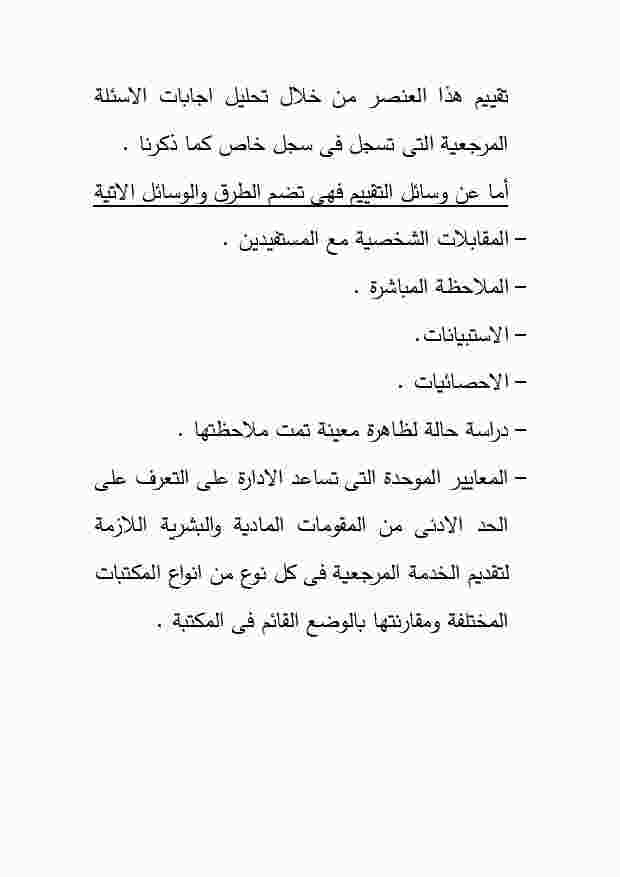 تقييم هذا العنصر من خلال تحليل اجابات الاسئلة
المرجعية التى تسجل فى سجل خاص كما ذكرنا .
أما عن وسائل التقييم فهي تضم الطرق والوسائل الاتية
– المقابلات الشخصية مع المستفيدين .
– الملاحظة المباشرة .
– الاستبيانات.
– الاحصائيات .
– دراسة حالة لظاهرة معينة تمت ملاحظتها .
– المعايير الموحدة التى تساعد الادارة على التعرف على
الحد الادنى من المقومات المادية والبشرية اللازمة
لتقديم الخدمة المرجعية فى كل نوع من انواع المكتبات
المختلفة ومقارنتها بالوضع القائم فى المكتبة .